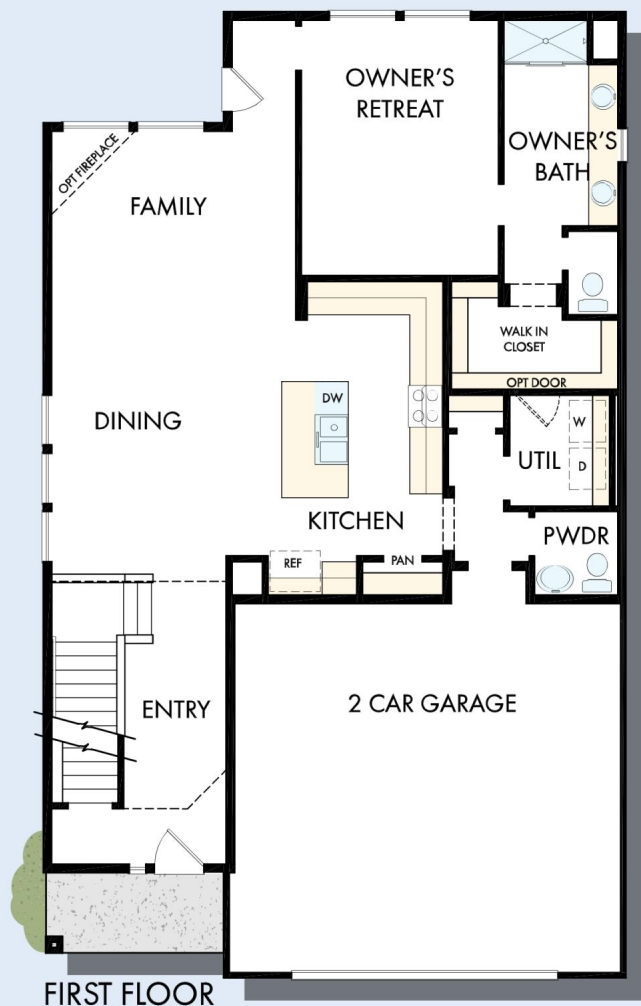 OWNER'S
RETREAT
OWNER'S
BATH
OPT FIREPLACE
FAMILY
WALK IN
CLOSET
OPT DOOR
DW
DINING
W
UTIL
D
KITCHEN
PWDR
REF
PAN
ENTRY
2 CAR GARAGE
FIRST FLOOR